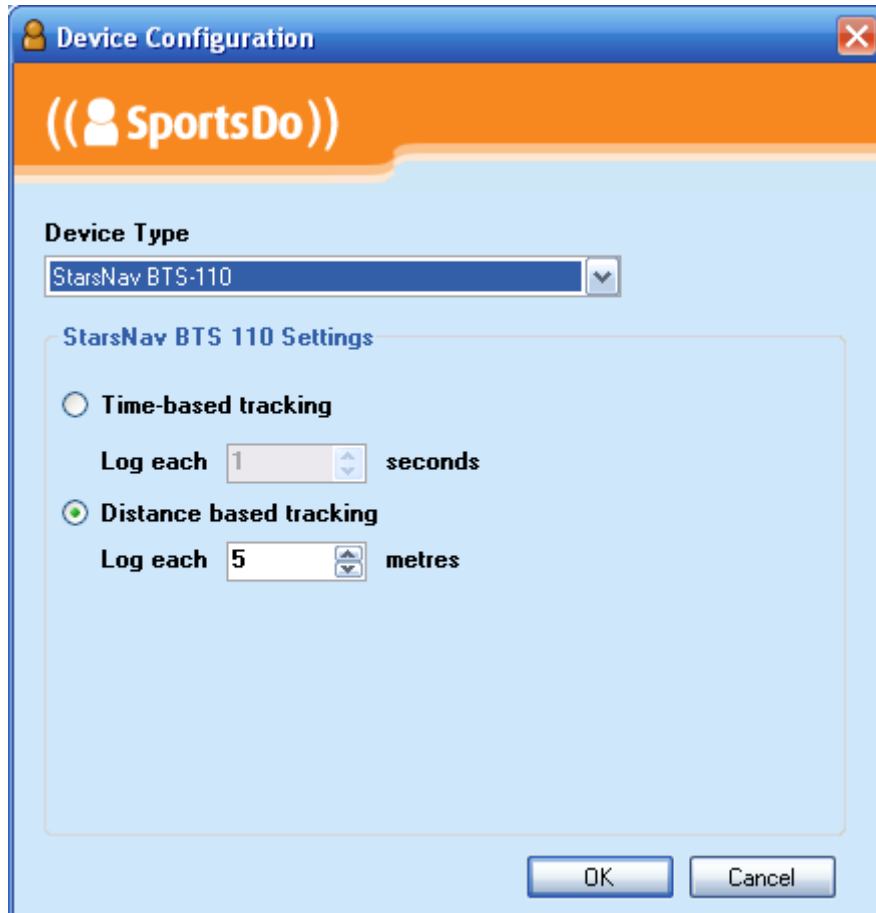 Device Configuration
((SportsDo))
Device Type
StarsNav BTS-110
StarsNav BTS 110 Settings
Time-based tracking
Log each 1 seconds
Distance based tracking
Log each 5 metres
OK Cancel